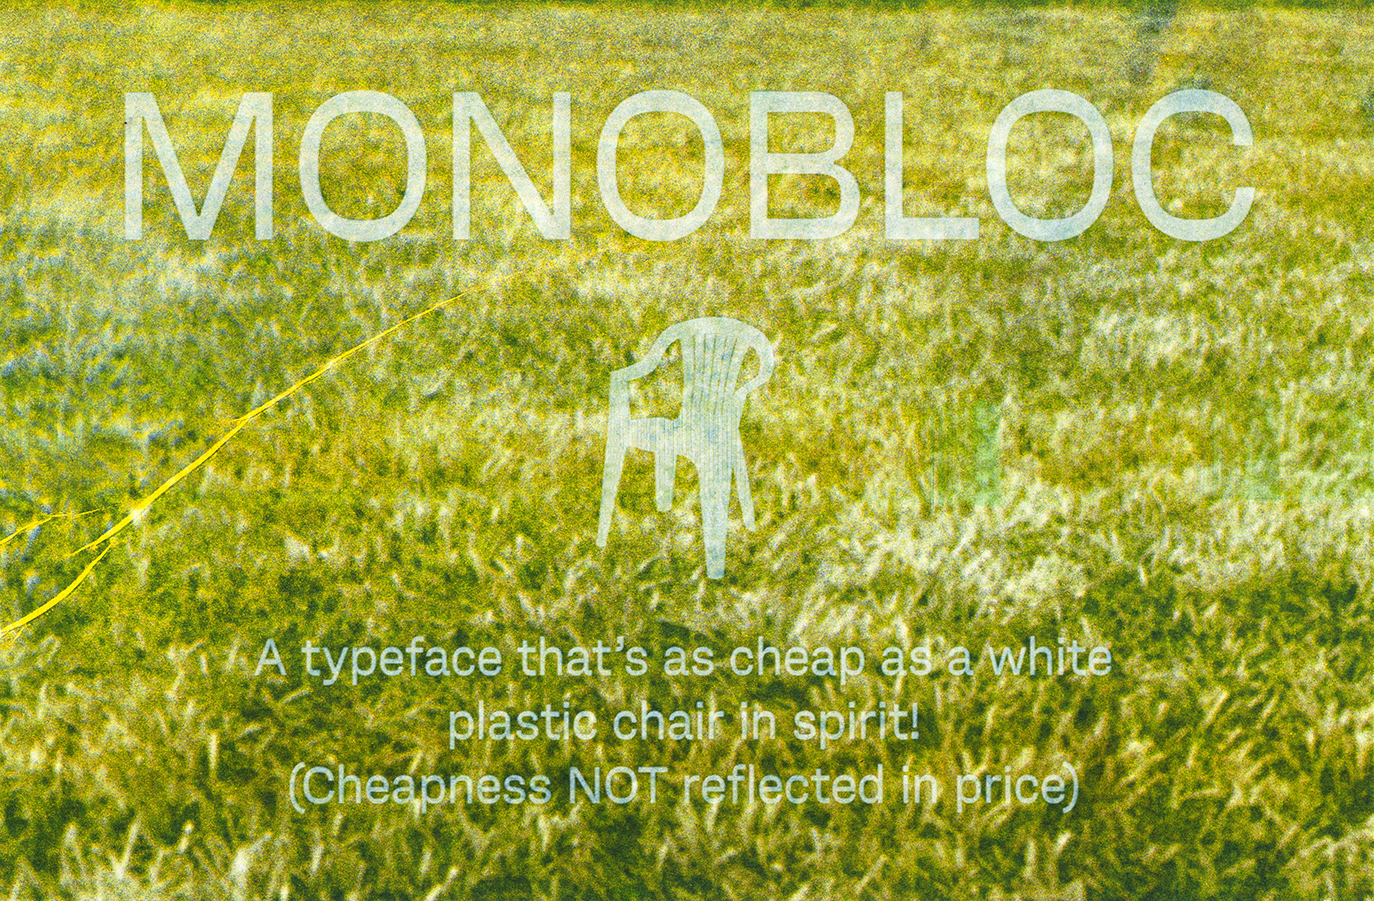 MONOBLOC
A typeface that’s as cheap as a white
plastic chair in spirit!
(Cheapness NOT reflected in price)